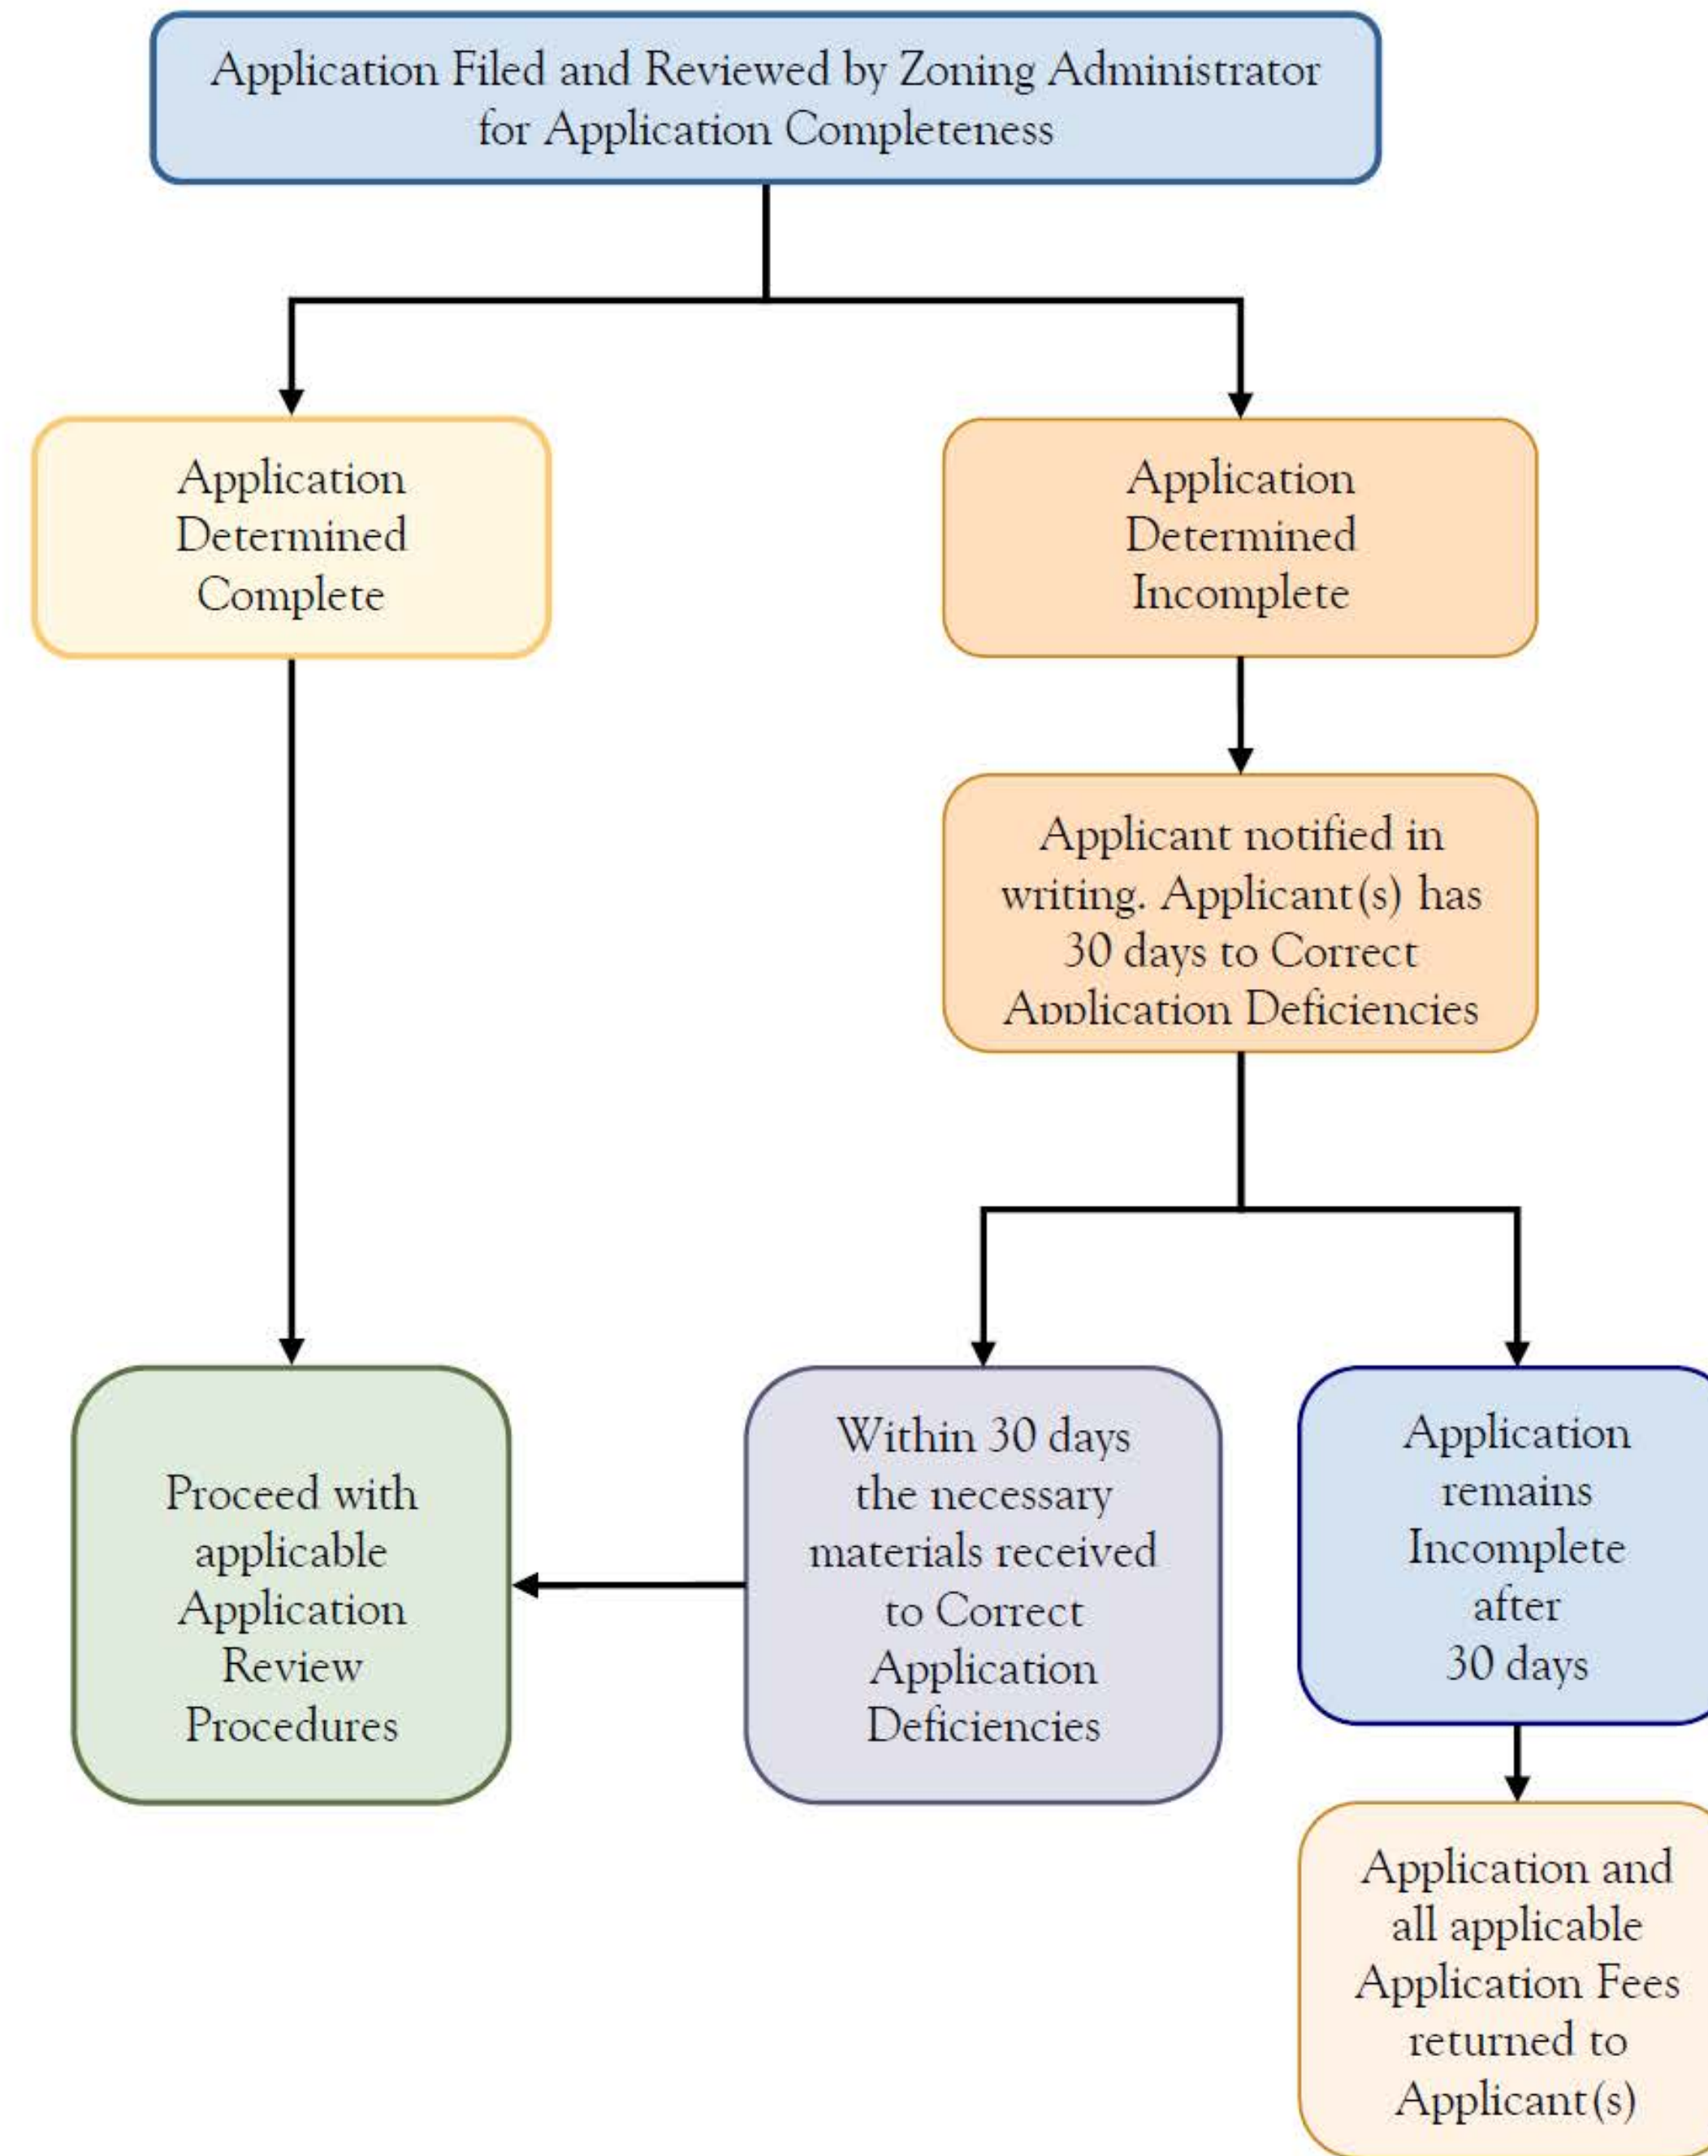 Application Filed and Reviewed by Zoning Administrator
for Application Completeness
Application
Determined
Complete
Application
Determined
Incomplete
Applicant notified in
writing. Applicant(s) has
30 days to Correct
Application Deficiencies
Proceed with
applicable
Application
Review
Procedures
Within 30 days
the necessary
materials received
to Correct
Application
Deficiencies
Application
remains
Incomplete
after
30 days
Application and
all applicable
Application Fees
returned to
Applicant(s)